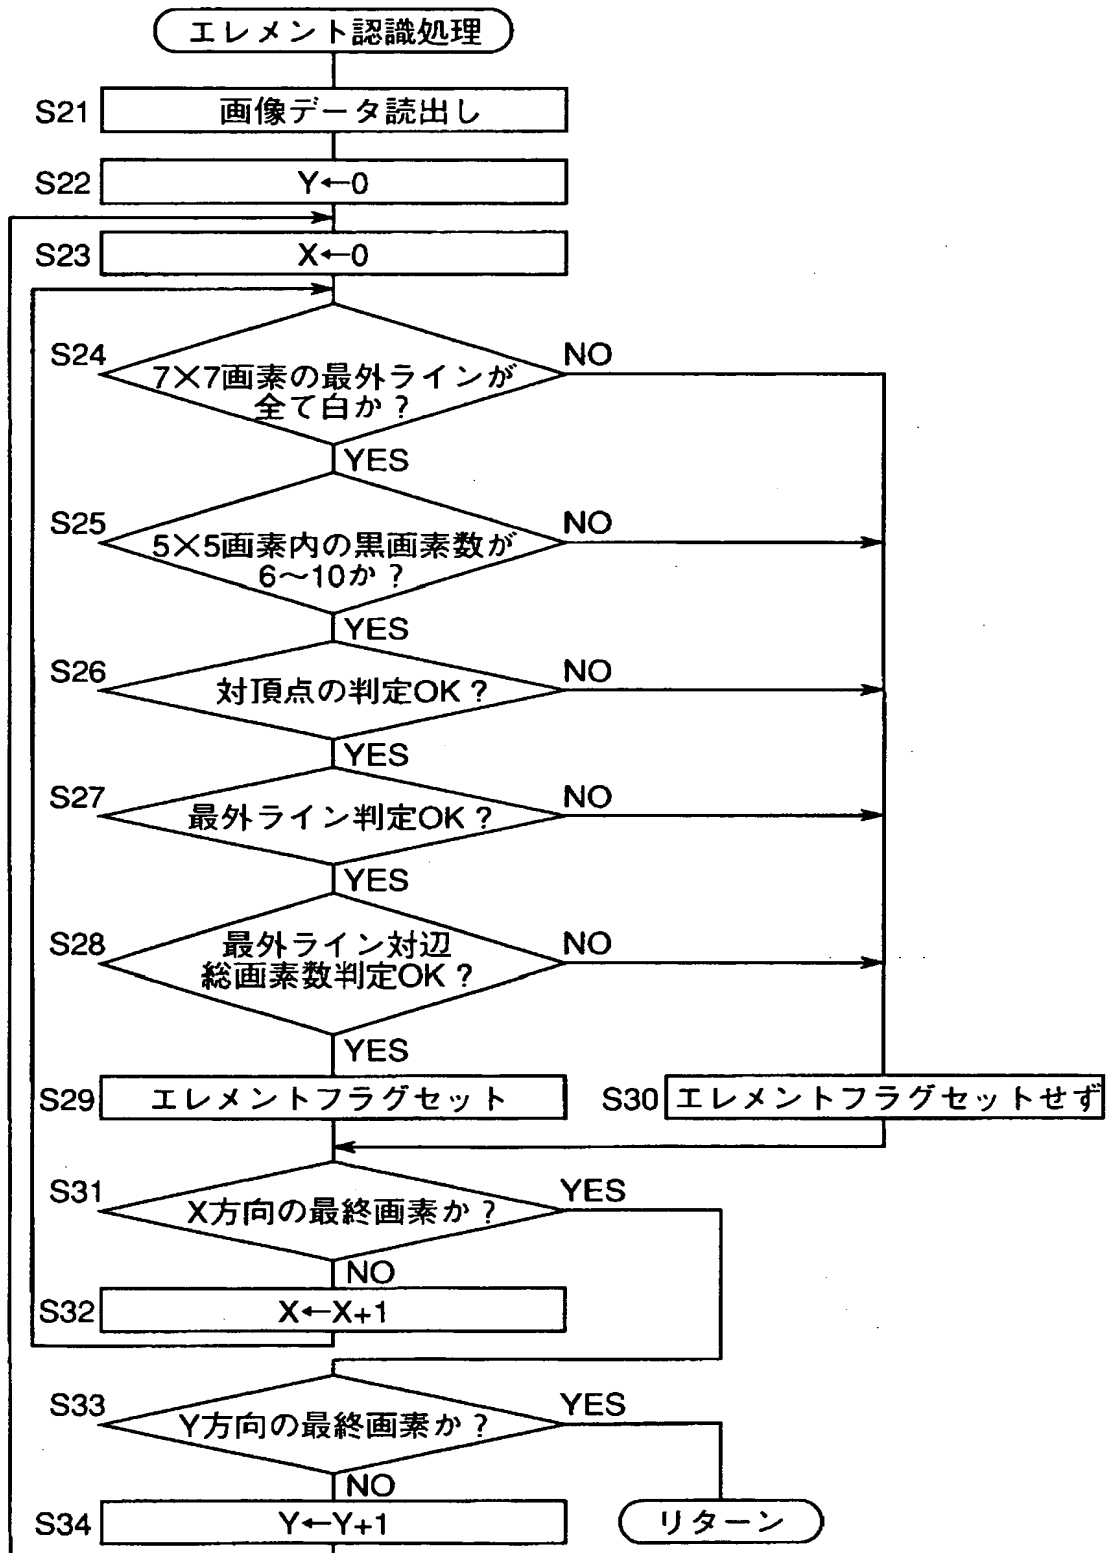 エレメント認識処理
S21 画像データ読出し
S22 Y←0
S23 X←0
S24 7×7画素の最外ラインが
全て白か?
NO
YES
S25 5×5画素内の黒画素数が
6〜10か?
NO
YES
S26 対頂点の判定OK?
NO
YES
S27 最外ライン判定OK?
NO
YES
S28 最外ライン対辺
総画素数判定OK?
NO
YES
S29 エレメントフラグセット
S30 エレメントフラグセットせず
S31 X方向の最終画素か?
YES
NO
S32 X←X+1
S33 Y方向の最終画素か?
YES
NO
S34 Y←Y+1
リターン